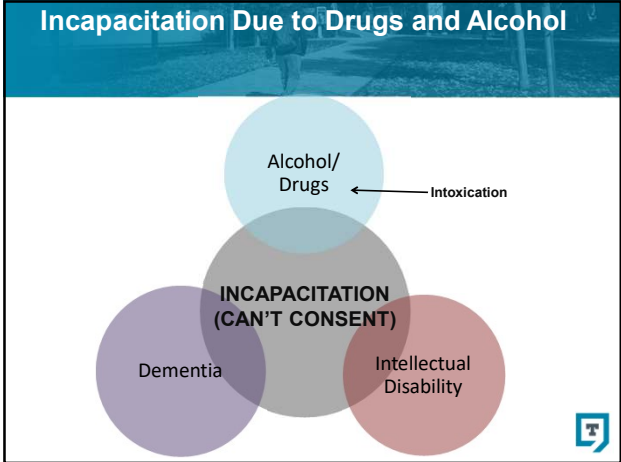 Incapacitation Due to Drugs and Alcohol
Alcohol/
Drugs
Intoxication
INCAPACITATION
(CAN'T CONSENT)
Dementia
Intellectual
Disability
T